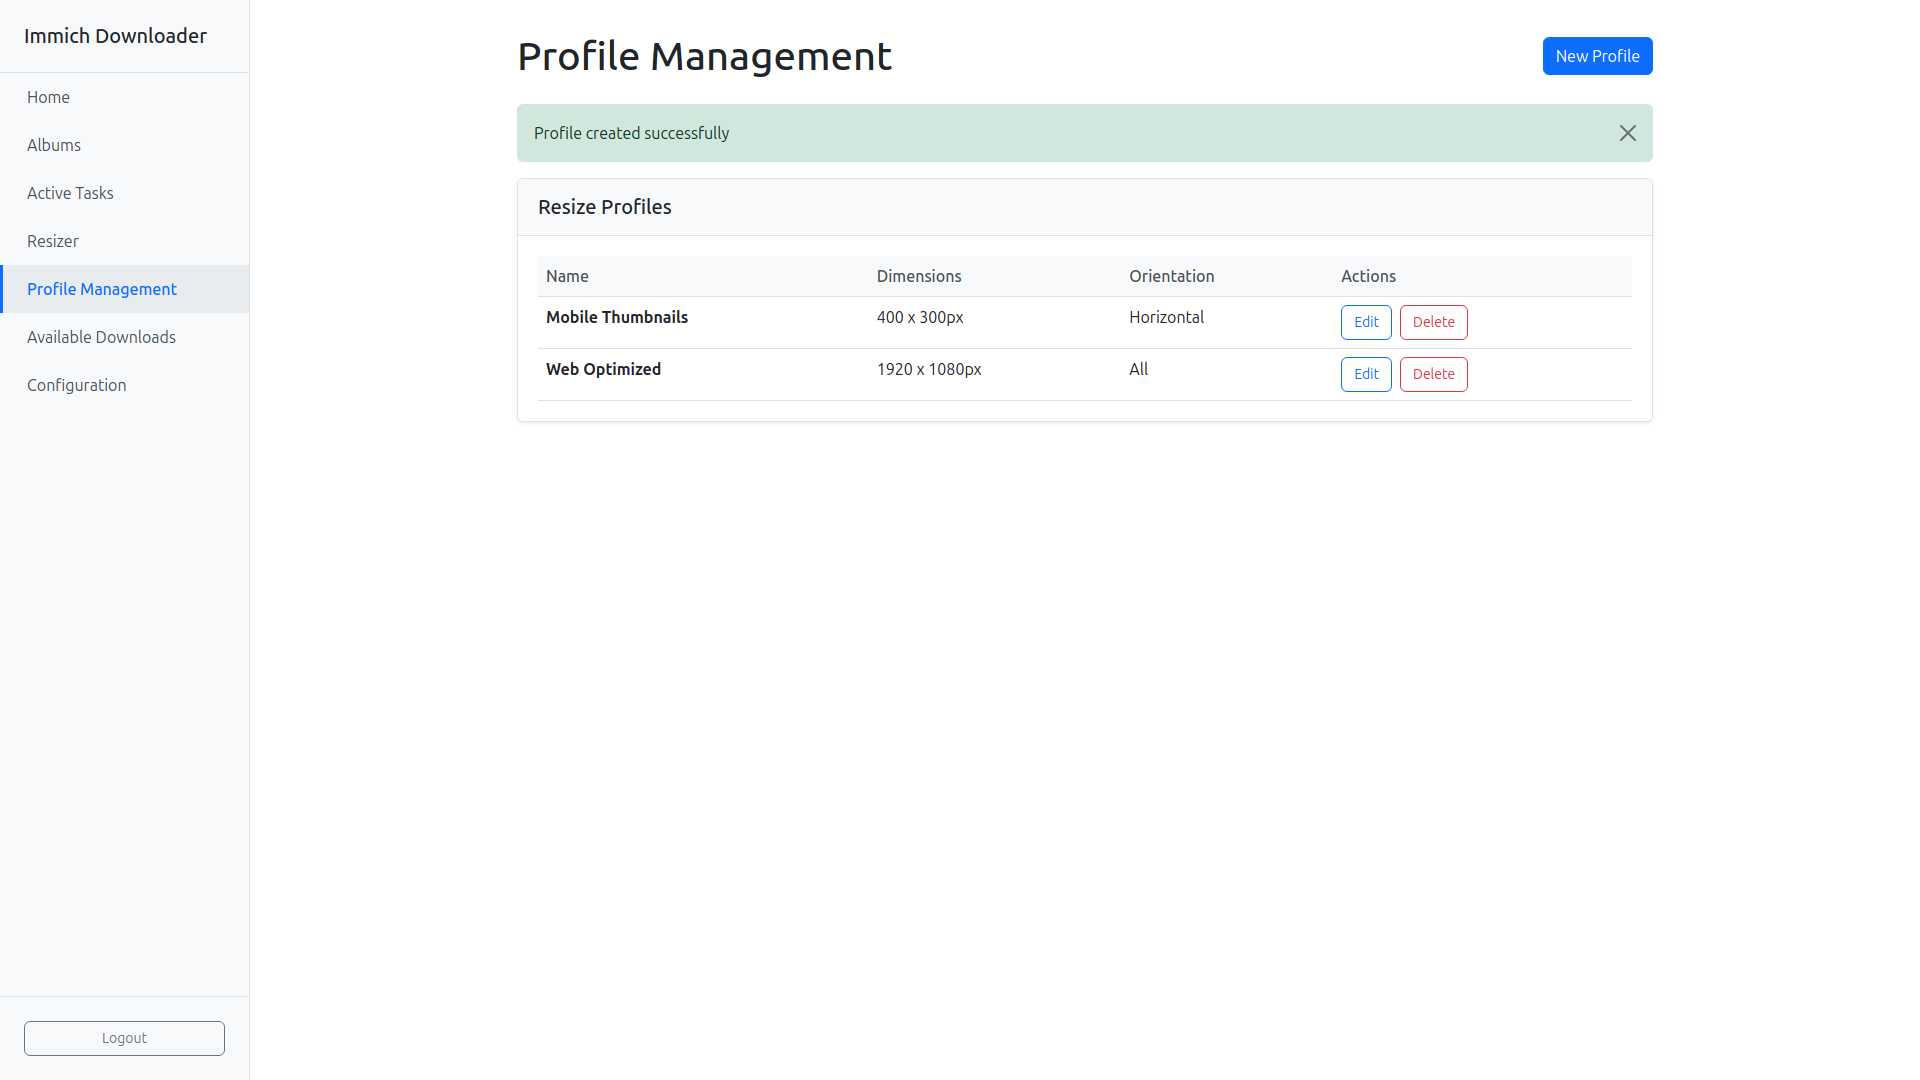 Immich Downloader
Home
Albums
Active Tasks
Resizer
Profile Management
Available Downloads
Configuration
Logout
Profile Management
New Profile
Profile created successfully
Resize Profiles
Name Dimensions Orientation Actions
Mobile Thumbnails 400 x 300px Horizontal Edit Delete
Web Optimized 1920 x 1080px All Edit Delete